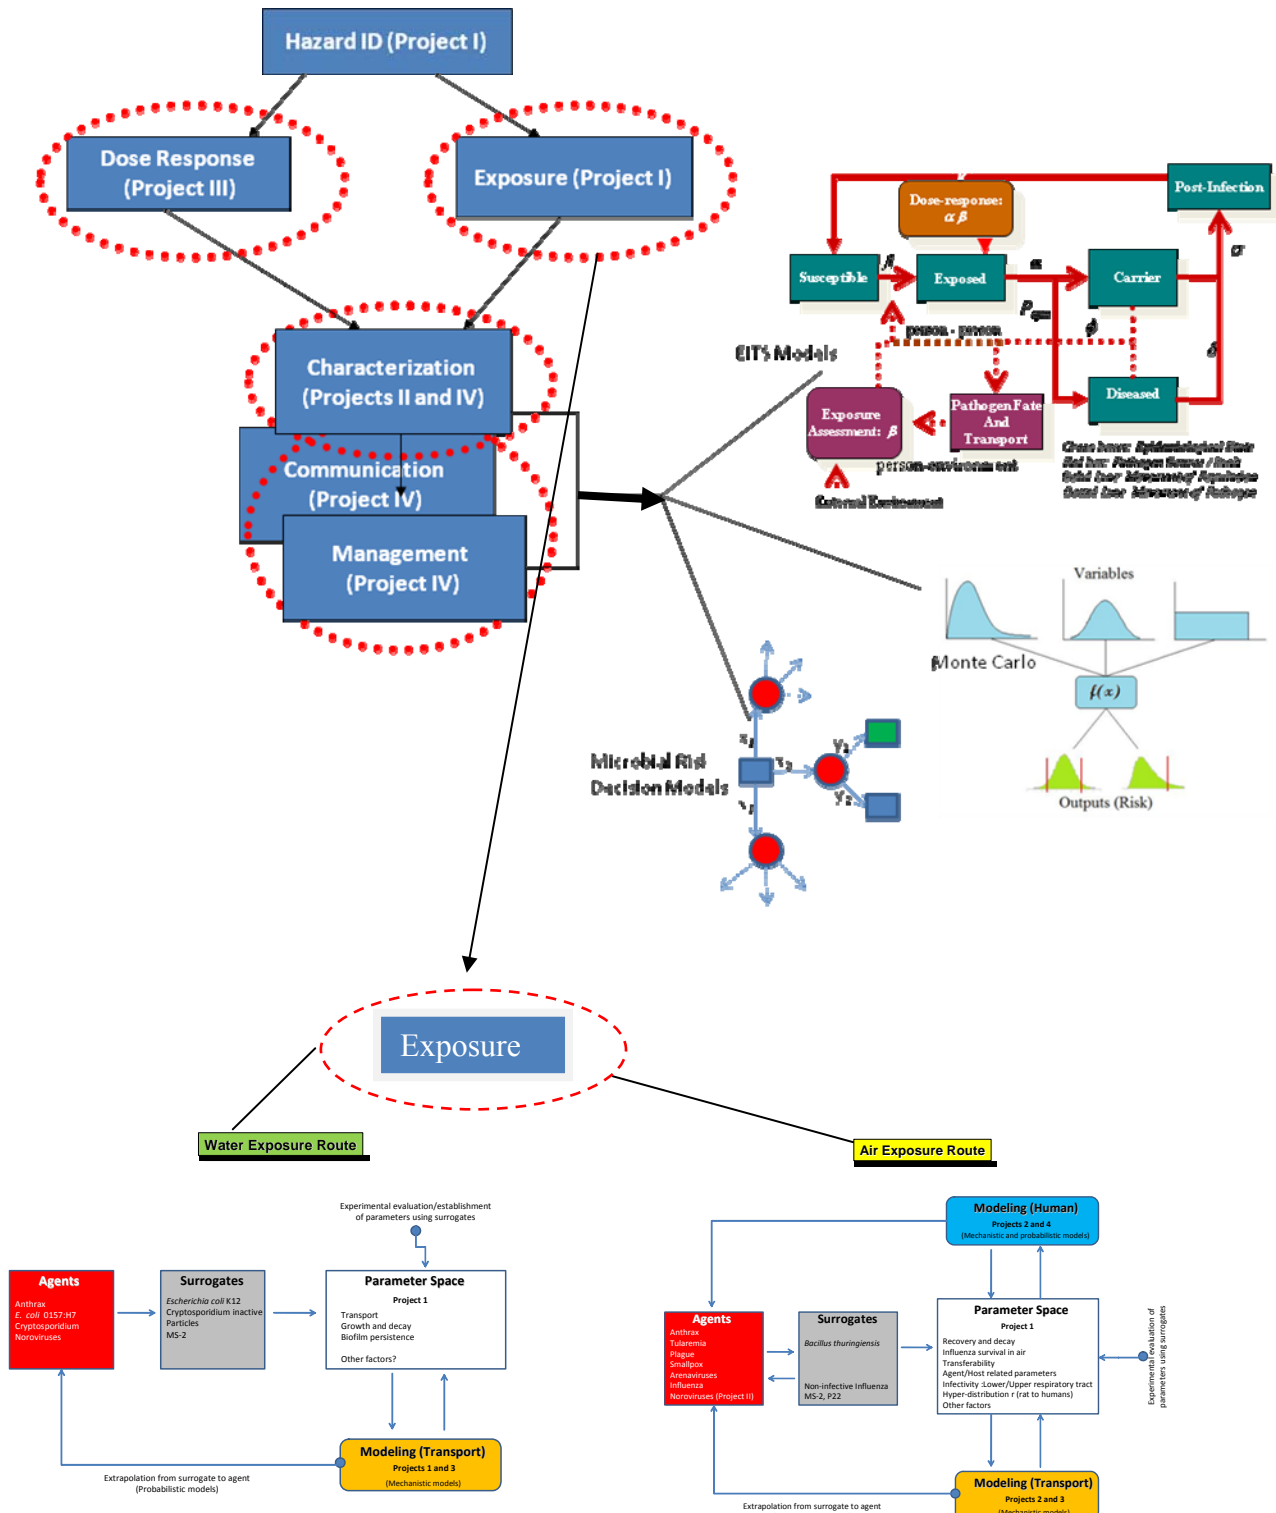 Hazard ID (Project I)
Dose Response
(Project III)
Exposure (Project I)
Characterization
(Projects II and IV)
Communication
(Project IV)
Management
(Project IV)
Post-Infection
Dose-response:
α β
Susceptible
Exposed
Carrier
Diseased
person - person
EITS Models
Exposure
Assessment: β
Pathogen Fate
And
Transport
person-environment
External Environment
Variables
Monte Carlo
f(x)
Outputs (Risk)
Microbial Risk
Decision Models
Exposure
Water Exposure Route
Air Exposure Route
Experimental evaluation/establishment
of parameters using surrogates
Agents
Anthrax
E. coli 0157:H7
Cryptosporidium
Noroviruses
Surrogates
Escherichia coli K12
Cryptosporidium inactive
Particles
MS-2
Parameter Space
Project 1
Transport
Growth and decay
Biofilm persistence
Other factors?
Modeling (Transport)
Projects 1 and 3
(Mechanistic models)
Extrapolation from surrogate to agent
(Probabilistic models)
Modeling (Human)
Projects 2 and 4
(Mechanistic and probabilistic models)
Agents
Anthrax
Tularemia
Plague
Smallpox
Arenaviruses
Influenza
Noroviruses (Project II)
Surrogates
Bacillus thuringiensis
Non-infective Influenza
MS-2, P22
Parameter Space
Project 1
Recovery and decay
Influenza survival in air
Transferability
Agent/Host related parameters
Infectivity :Lower/Upper respiratory tract
Hyper-distribution r (rat to humans)
Other factors
Experimental evaluation of
parameters using surrogates
Modeling (Transport)
Projects 2 and 3
(Mechanistic models)
Extrapolation from surrogate to agent